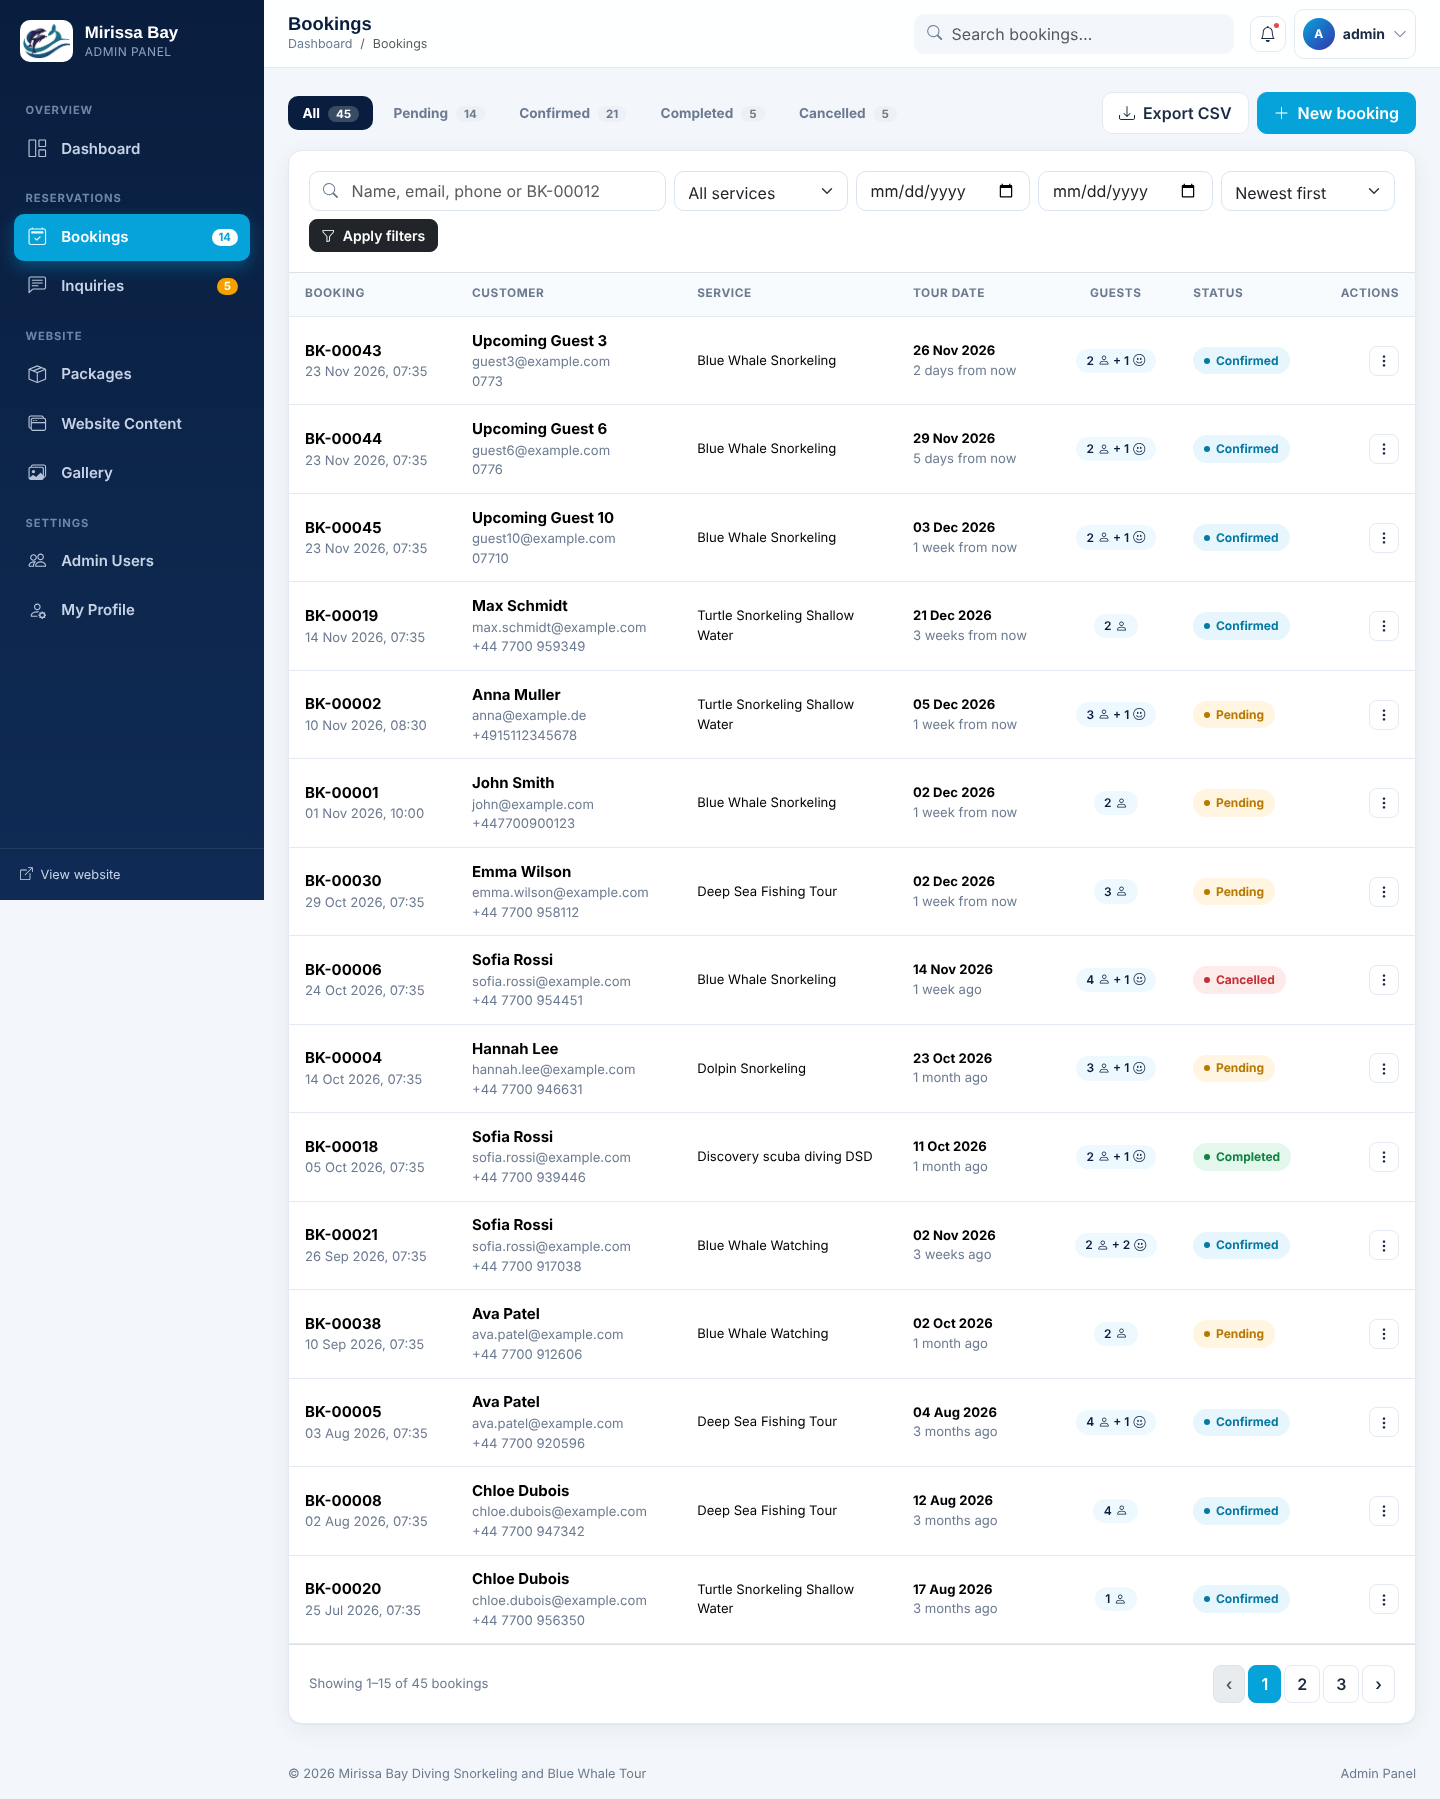 Mirissa Bay
ADMIN PANEL
OVERVIEW
Dashboard
RESERVATIONS
Bookings 14
Inquiries 5
WEBSITE
Packages
Website Content
Gallery
SETTINGS
Admin Users
My Profile
View website
Bookings
Dashboard / Bookings
Search bookings...
A admin
All 45 Pending 14 Confirmed 21 Completed 5 Cancelled 5
Export CSV
+ New booking
Name, email, phone or BK-00012 All services mm/dd/yyyy mm/dd/yyyy Newest first
Apply filters
BOOKING CUSTOMER SERVICE TOUR DATE GUESTS STATUS ACTIONS
BK-00043
23 Nov 2026, 07:35
Upcoming Guest 3
guest3@example.com
0773
Blue Whale Snorkeling
26 Nov 2026
2 days from now
2 + 1
Confirmed
BK-00044
23 Nov 2026, 07:35
Upcoming Guest 6
guest6@example.com
0776
Blue Whale Snorkeling
29 Nov 2026
5 days from now
2 + 1
Confirmed
BK-00045
23 Nov 2026, 07:35
Upcoming Guest 10
guest10@example.com
07710
Blue Whale Snorkeling
03 Dec 2026
1 week from now
2 + 1
Confirmed
BK-00019
14 Nov 2026, 07:35
Max Schmidt
max.schmidt@example.com
+44 7700 959349
Turtle Snorkeling Shallow
Water
21 Dec 2026
3 weeks from now
2
Confirmed
BK-00002
10 Nov 2026, 08:30
Anna Muller
anna@example.de
+4915112345678
Turtle Snorkeling Shallow
Water
05 Dec 2026
1 week from now
3 + 1
Pending
BK-00001
01 Nov 2026, 10:00
John Smith
john@example.com
+447700900123
Blue Whale Snorkeling
02 Dec 2026
1 week from now
2
Pending
BK-00030
29 Oct 2026, 07:35
Emma Wilson
emma.wilson@example.com
+44 7700 958112
Deep Sea Fishing Tour
02 Dec 2026
1 week from now
3
Pending
BK-00006
24 Oct 2026, 07:35
Sofia Rossi
sofia.rossi@example.com
+44 7700 954451
Blue Whale Snorkeling
14 Nov 2026
1 week ago
4 + 1
Cancelled
BK-00004
14 Oct 2026, 07:35
Hannah Lee
hannah.lee@example.com
+44 7700 946631
Dolpin Snorkeling
23 Oct 2026
1 month ago
3 + 1
Pending
BK-00018
05 Oct 2026, 07:35
Sofia Rossi
sofia.rossi@example.com
+44 7700 939446
Discovery scuba diving DSD
11 Oct 2026
1 month ago
2 + 1
Completed
BK-00021
26 Sep 2026, 07:35
Sofia Rossi
sofia.rossi@example.com
+44 7700 917038
Blue Whale Watching
02 Nov 2026
3 weeks ago
2 + 2
Confirmed
BK-00038
10 Sep 2026, 07:35
Ava Patel
ava.patel@example.com
+44 7700 912606
Blue Whale Watching
02 Oct 2026
1 month ago
2
Pending
BK-00005
03 Aug 2026, 07:35
Ava Patel
ava.patel@example.com
+44 7700 920596
Deep Sea Fishing Tour
04 Aug 2026
3 months ago
4 + 1
Confirmed
BK-00008
02 Aug 2026, 07:35
Chloe Dubois
chloe.dubois@example.com
+44 7700 947342
Deep Sea Fishing Tour
12 Aug 2026
3 months ago
4
Confirmed
BK-00020
25 Jul 2026, 07:35
Chloe Dubois
chloe.dubois@example.com
+44 7700 956350
Turtle Snorkeling Shallow
Water
17 Aug 2026
3 months ago
1
Confirmed
Showing 1–15 of 45 bookings
‹ 1 2 3 ›
© 2026 Mirissa Bay Diving Snorkeling and Blue Whale Tour
Admin Panel